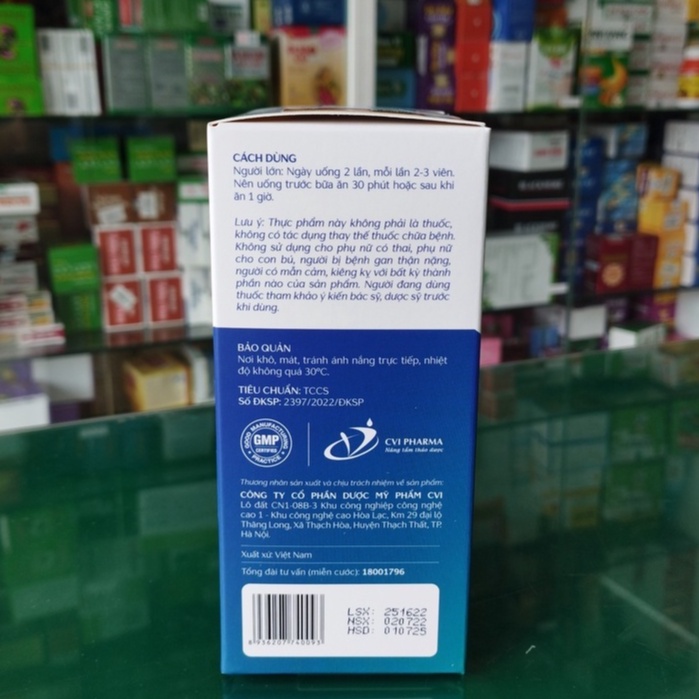 CÁCH DÙNG
Người lớn: Ngày uống 2 lần, mỗi lần 2-3 viên.
Nên uống trước bữa ăn 30 phút hoặc sau khi
ăn 1 giờ.
Lưu ý: Thực phẩm này không phải là thuốc,
không có tác dụng thay thế thuốc chữa bệnh.
Không sử dụng cho phụ nữ có thai, phụ nữ
cho con bú, người bị bệnh gan thận nặng,
người có mẫn cảm, kiêng kỵ với bất kỳ thành
phần nào của sản phẩm. Người đang dùng
thuốc tham khảo ý kiến bác sỹ, dược sỹ trước
khi dùng.
BẢO QUẢN
Nơi khô, mát, tránh ánh nắng trực tiếp, nhiệt
độ không quá 30°C.
TIÊU CHUẨN: TCCS
Số ĐKSP: 2397/2022/ĐKSP
GOOD MANUFACTURING
GMP
CERTIFIED
PRACTICE
CVI PHARMA
Nâng tầm thảo dược
Thương nhân sản xuất và chịu trách nhiệm về sản phẩm:
CÔNG TY CỔ PHẦN DƯỢC MỸ PHẨM CVI
Lô đất CN1-08B-3 Khu công nghiệp công nghệ
cao 1 - Khu công nghệ cao Hòa Lạc, Km 29 đại lộ
Thăng Long, Xã Thạch Hòa, Huyện Thạch Thất, TP.
Hà Nội.
Xuất xứ: Việt Nam
Tổng đài tư vấn (miễn cước): 18001796
LSX: 251622
NSX: 020722
HSD: 010725
8936207740093